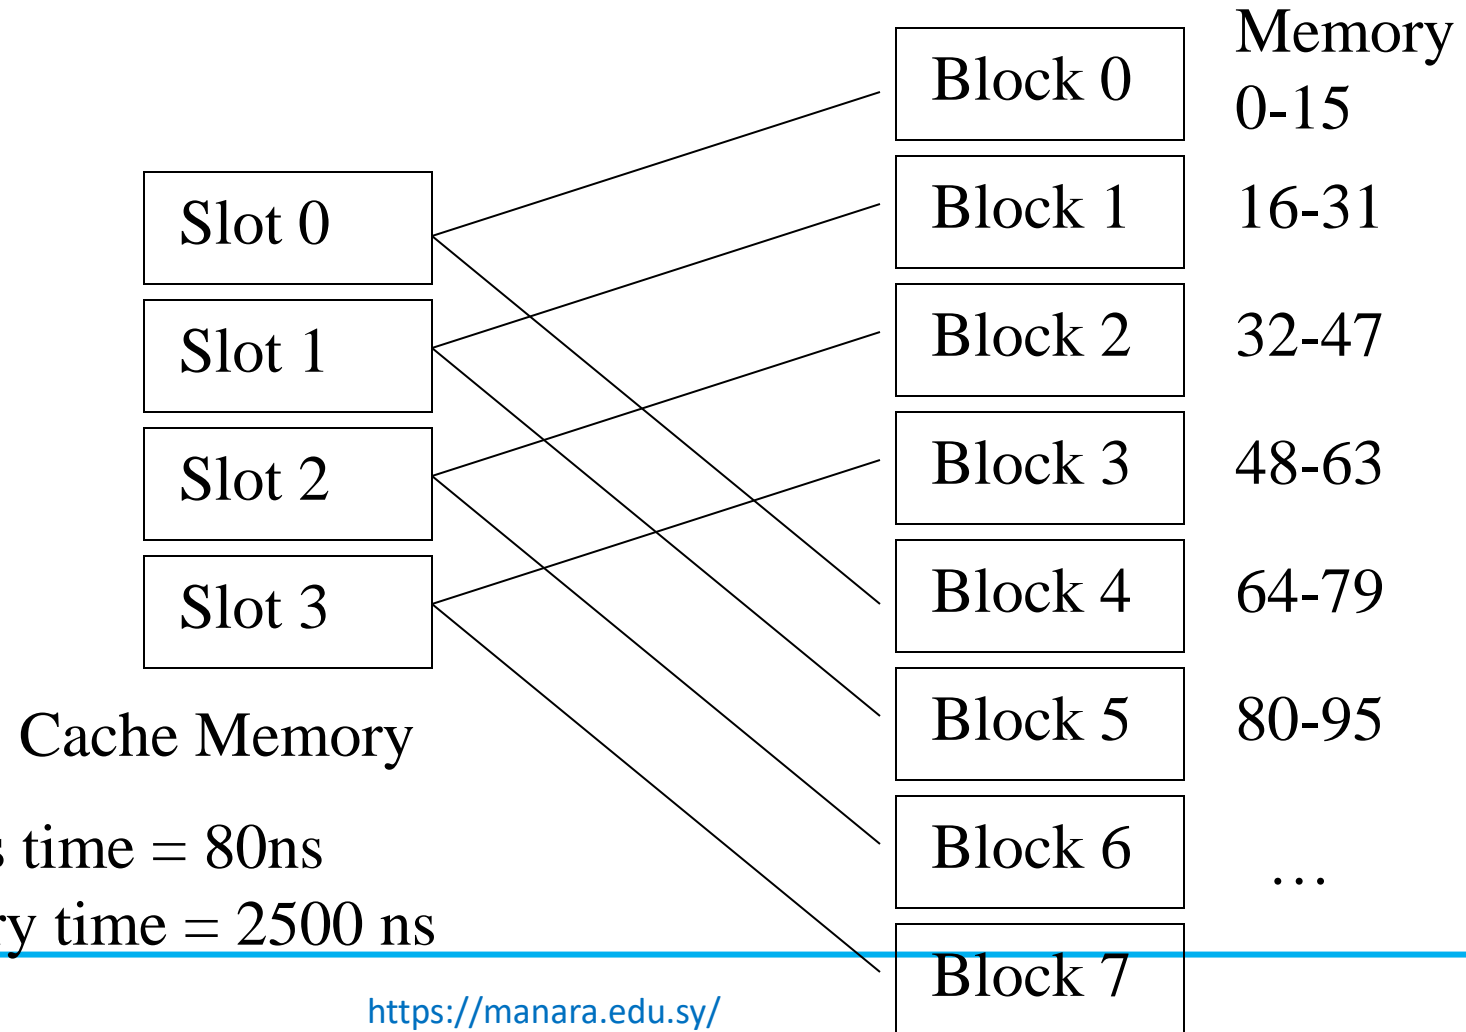 Memory
Block 0
0-15
Slot 0
Block 1
16-31
Slot 1
Block 2
32-47
Slot 2
Block 3
48-63
Slot 3
Block 4
64-79
Cache Memory
Block 5
80-95
time = 80ns
Block 6
…
time = 2500 ns
Block 7
https://manara.edu.sy/